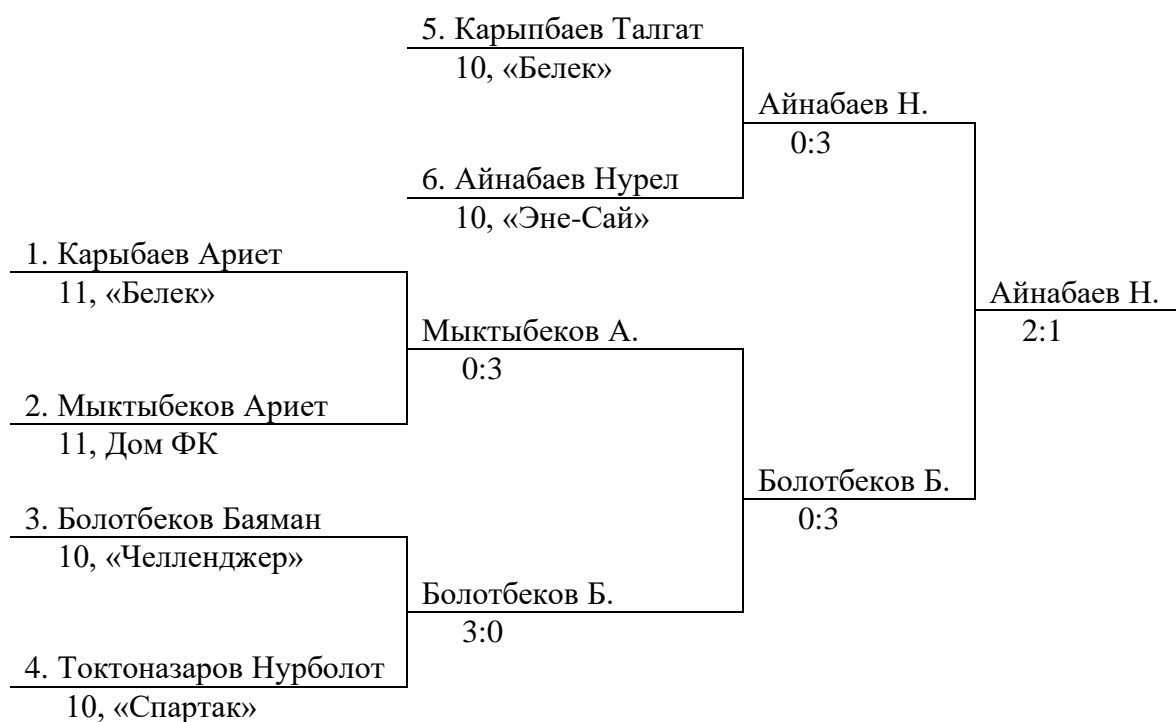 5. Карыпбаев Талгат
10, «Белек»
Айнабаев Н.
0:3
6. Айнабаев Нурел
10, «Эне-Сай»
1. Карыбаев Ариет
11, «Белек»
Айнабаев Н.
2:1
Мыктыбеков А.
0:3
2. Мыктыбеков Ариет
11, Дом ФК
Болотбеков Б.
0:3
3. Болотбеков Баяман
10, «Челленджер»
Болотбеков Б.
3:0
4. Токтоназаров Нурболот
10, «Спартак»